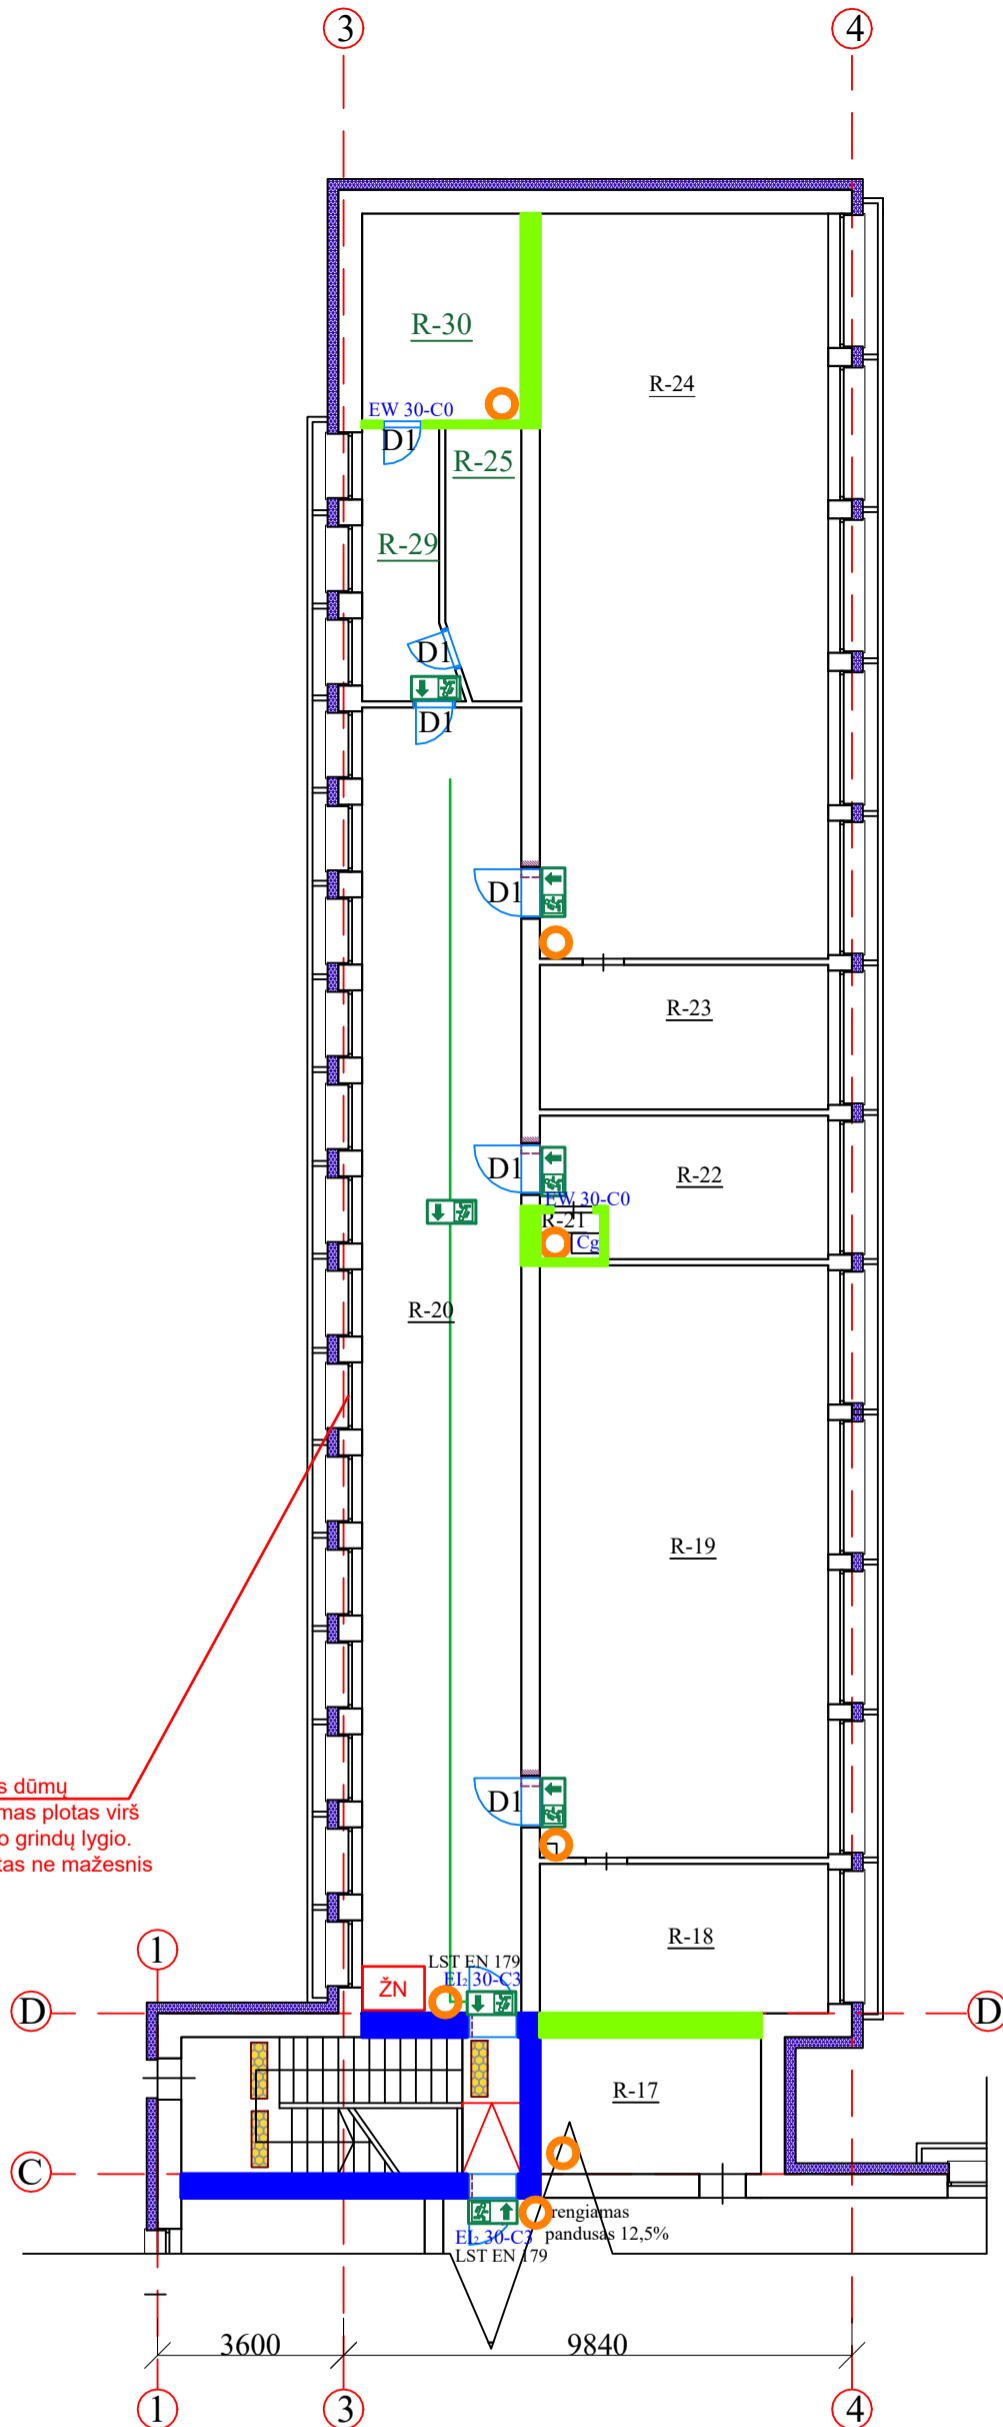 3
4
R-30
R-24
EW 30-C0
D1
R-25
R-29
D1
D1
D1
R-23
D1
R-22
EW 30-C0
R-21
Cg
R-20
R-19
s dūmų
mas plotas virš
o grindų lygio.
tas ne mažesnis
D1
R-18
1
LST EN 179
EI₂ 30-C3
ŽN
D
D
R-17
C
rengiamas
pandusas 12,5%
EI₂ 30-C3
LST EN 179
3600
9840
1
3
4